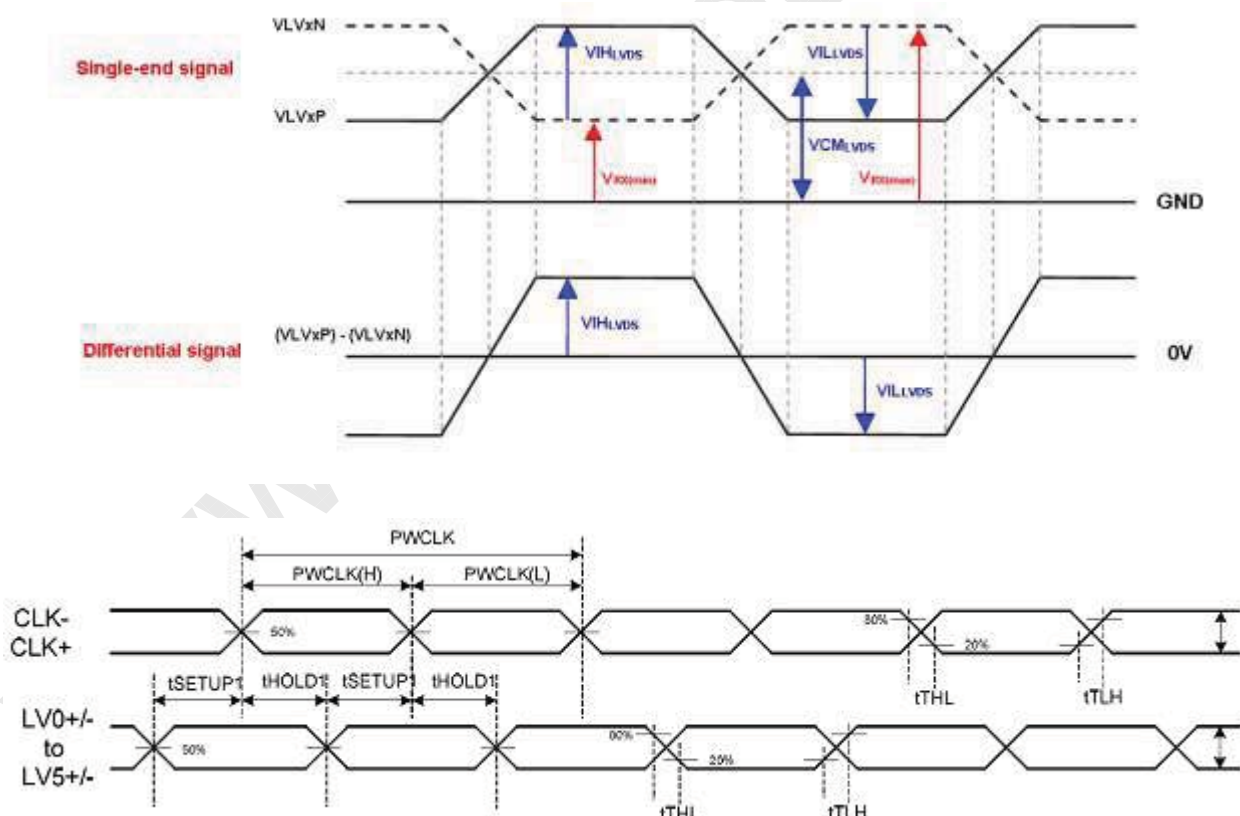 VLVxN
Single-end signal
VIHLVDS
VILLVDS
VLVxP
VCMLVDS
GND
(VLVxP) - (VLVxN)
VIHLVDS
Differential signal
0V
VILLVDS
PWCLK
PWCLK(H)
PWCLK(L)
CLK-
CLK+
50%
80%
20%
tSETUP1
tHOLD1
tSETUP1
tHOLD1
tTHL
tTLH
LV0+/-
to
LV5+/-
50%
80%
20%
tTHL
tTLH